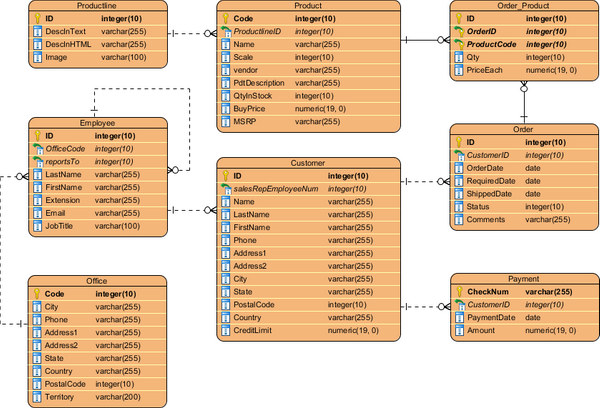 Productline
ID integer(10)
DescInText varchar(255)
DescInHTML varchar(255)
Image varchar(100)
Product
Code integer(10)
ProductlineID integer(10)
Name varchar(255)
Scale integer(10)
vendor varchar(255)
PdtDescription varchar(255)
QtyInStock integer(10)
BuyPrice numeric(19, 0)
MSRP varchar(255)
Order_Product
ID integer(10)
OrderID integer(10)
ProductCode integer(10)
Qty integer(10)
PriceEach numeric(19, 0)
Employee
ID integer(10)
OfficeCode integer(10)
reportsTo integer(10)
LastName varchar(255)
FirstName varchar(255)
Extension varchar(255)
Email varchar(255)
JobTitle varchar(100)
Customer
ID integer(10)
salesRepEmployeeNum integer(10)
Name varchar(255)
LastName varchar(255)
FirstName varchar(255)
Phone varchar(255)
Address1 varchar(255)
Address2 varchar(255)
City varchar(255)
State varchar(255)
PostalCode integer(10)
Country varchar(255)
CreditLimit numeric(19, 0)
Order
ID integer(10)
CustomerID integer(10)
OrderDate date
RequiredDate date
ShippedDate date
Status integer(10)
Comments varchar(255)
Office
Code integer(10)
City varchar(255)
Phone varchar(255)
Address1 varchar(255)
Address2 varchar(255)
State varchar(255)
Country varchar(255)
PostalCode integer(10)
Territory varchar(200)
Payment
CheckNum varchar(255)
CustomerID integer(10)
PaymentDate date
Amount numeric(19, 0)